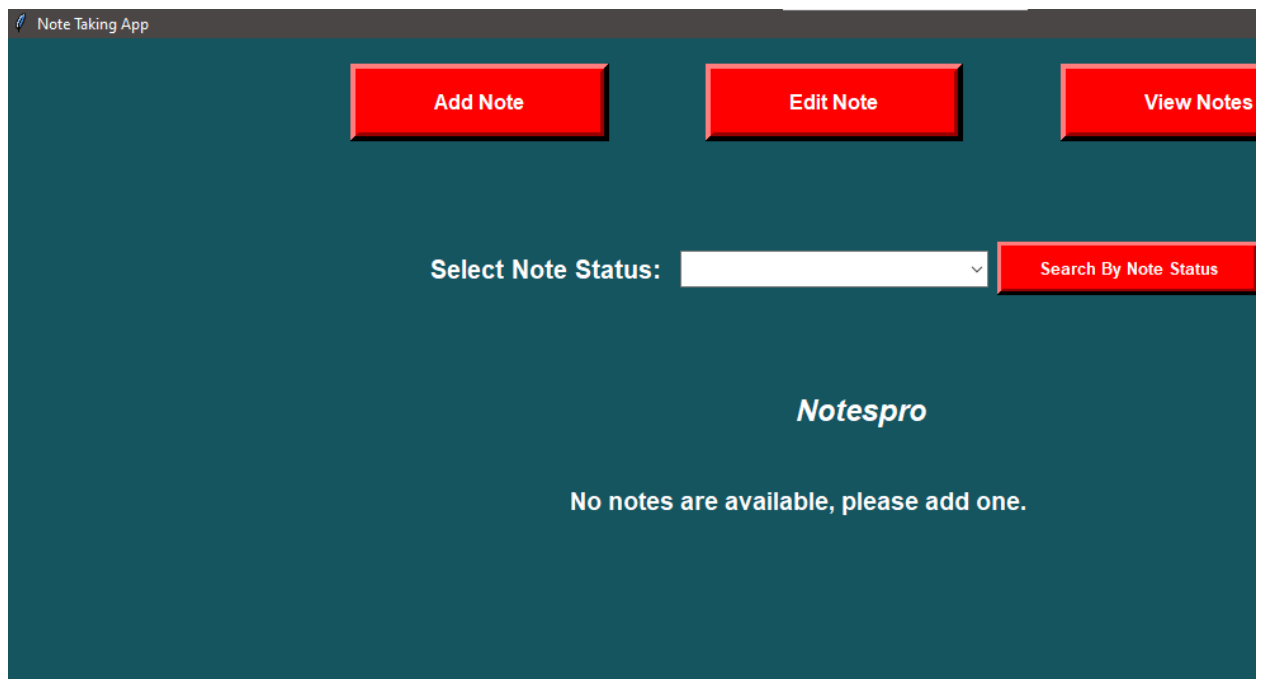 Note Taking App
Add Note Edit Note View Notes
Select Note Status: Search By Note Status
Notespro
No notes are available, please add one.